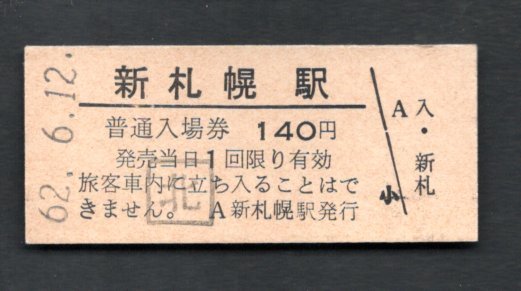 62.-6.12.
新札幌駅
普通入場券 140円
発売当日1回限り有効
旅客車内に立ち入ることはで
きません。 A新札幌駅発行
北
A
小
入・新札